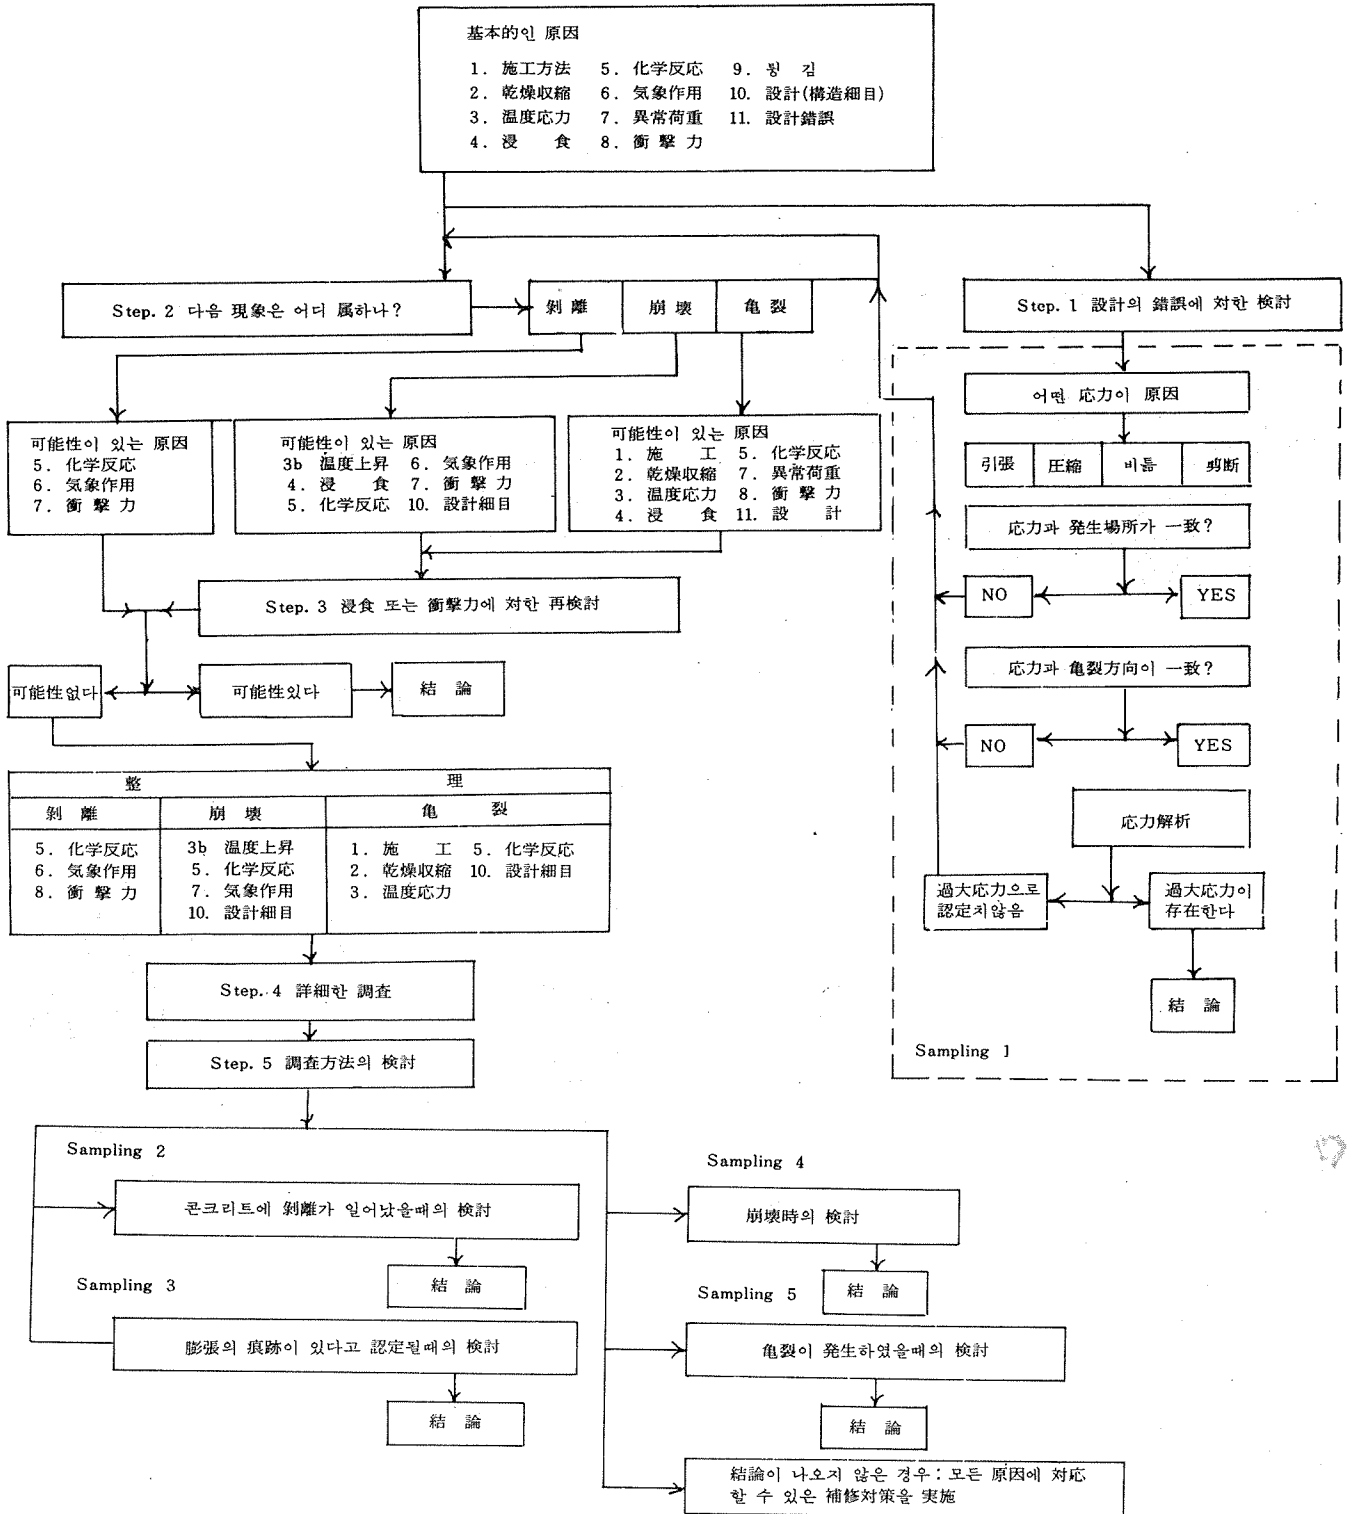 基本的인 原因
1. 施工方法 5. 化学反応 9. 뒹 김
2. 乾燥収縮 6. 気象作用 10. 設計(構造細目)
3. 温度応力 7. 異常荷重 11. 設計錯誤
4. 浸 食 8. 衝撃力
Step. 2 다음 現象은 어디 属하나?
剝離 崩壊 亀裂
Step. 1 設計의 錯誤에 対한 検討
어떤 応力이 原因
引張 圧縮 비틈 剪断
応力과 発生場所가 一致?
NO YES
応力과 亀裂方向이 一致?
NO YES
応力解析
過大応力으로
認定치않음
過大応力이
存在한다
結 論
Sampling 1
可能性이 있는 原因
5. 化学反応
6. 気象作用
7. 衝撃力
可能性이 있는 原因
3b 温度上昇 6. 気象作用
4. 浸 食 7. 衝撃力
5. 化学反応 10. 設計細目
可能性이 있는 原因
1. 施 工 5. 化学反応
2. 乾燥収縮 7. 異常荷重
3. 温度応力 8. 衝撃力
4. 浸 食 11. 設 計
Step. 3 浸食 또는 衝撃力에 対한 再検討
可能性없다 可能性있다 結 論
整 理
剝離 崩壊 亀裂
5. 化学反応
6. 気象作用
8. 衝撃力
3b 温度上昇
5. 化学反応
7. 気象作用
10. 設計細目
1. 施 工 5. 化学反応
2. 乾燥収縮 10. 設計細目
3. 温度応力
Step. 4 詳細한 調査
Step. 5 調査方法의 検討
Sampling 2
콘크리트에 剝離가 일어났을때의 検討
結 論
Sampling 3
膨張의 痕跡이 있다고 認定될때의 検討
結 論
Sampling 4
崩壊時의 検討
結 論
Sampling 5
亀裂이 発生하였을때의 検討
結 論
結論이 나오지 않은 경우: 모든 原因에 対応
할 수 있은 補修対策을 実施